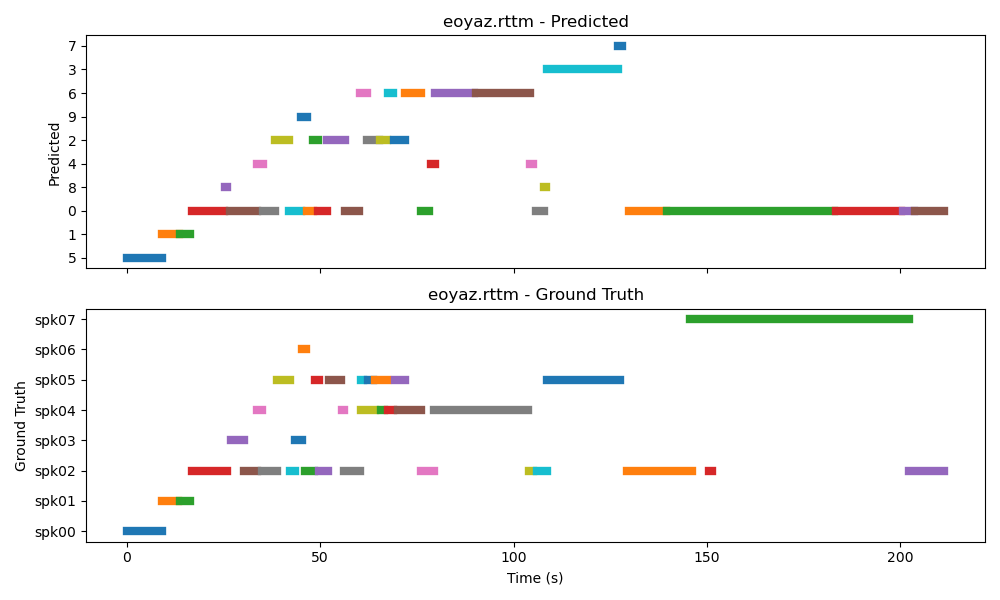 eoyaz.rttm - Predicted
Predicted
7
3
6
9
2
4
8
0
1
5
eoyaz.rttm - Ground Truth
Ground Truth
spk07
spk06
spk05
spk04
spk03
spk02
spk01
spk00
0 50 100 150 200
Time (s)